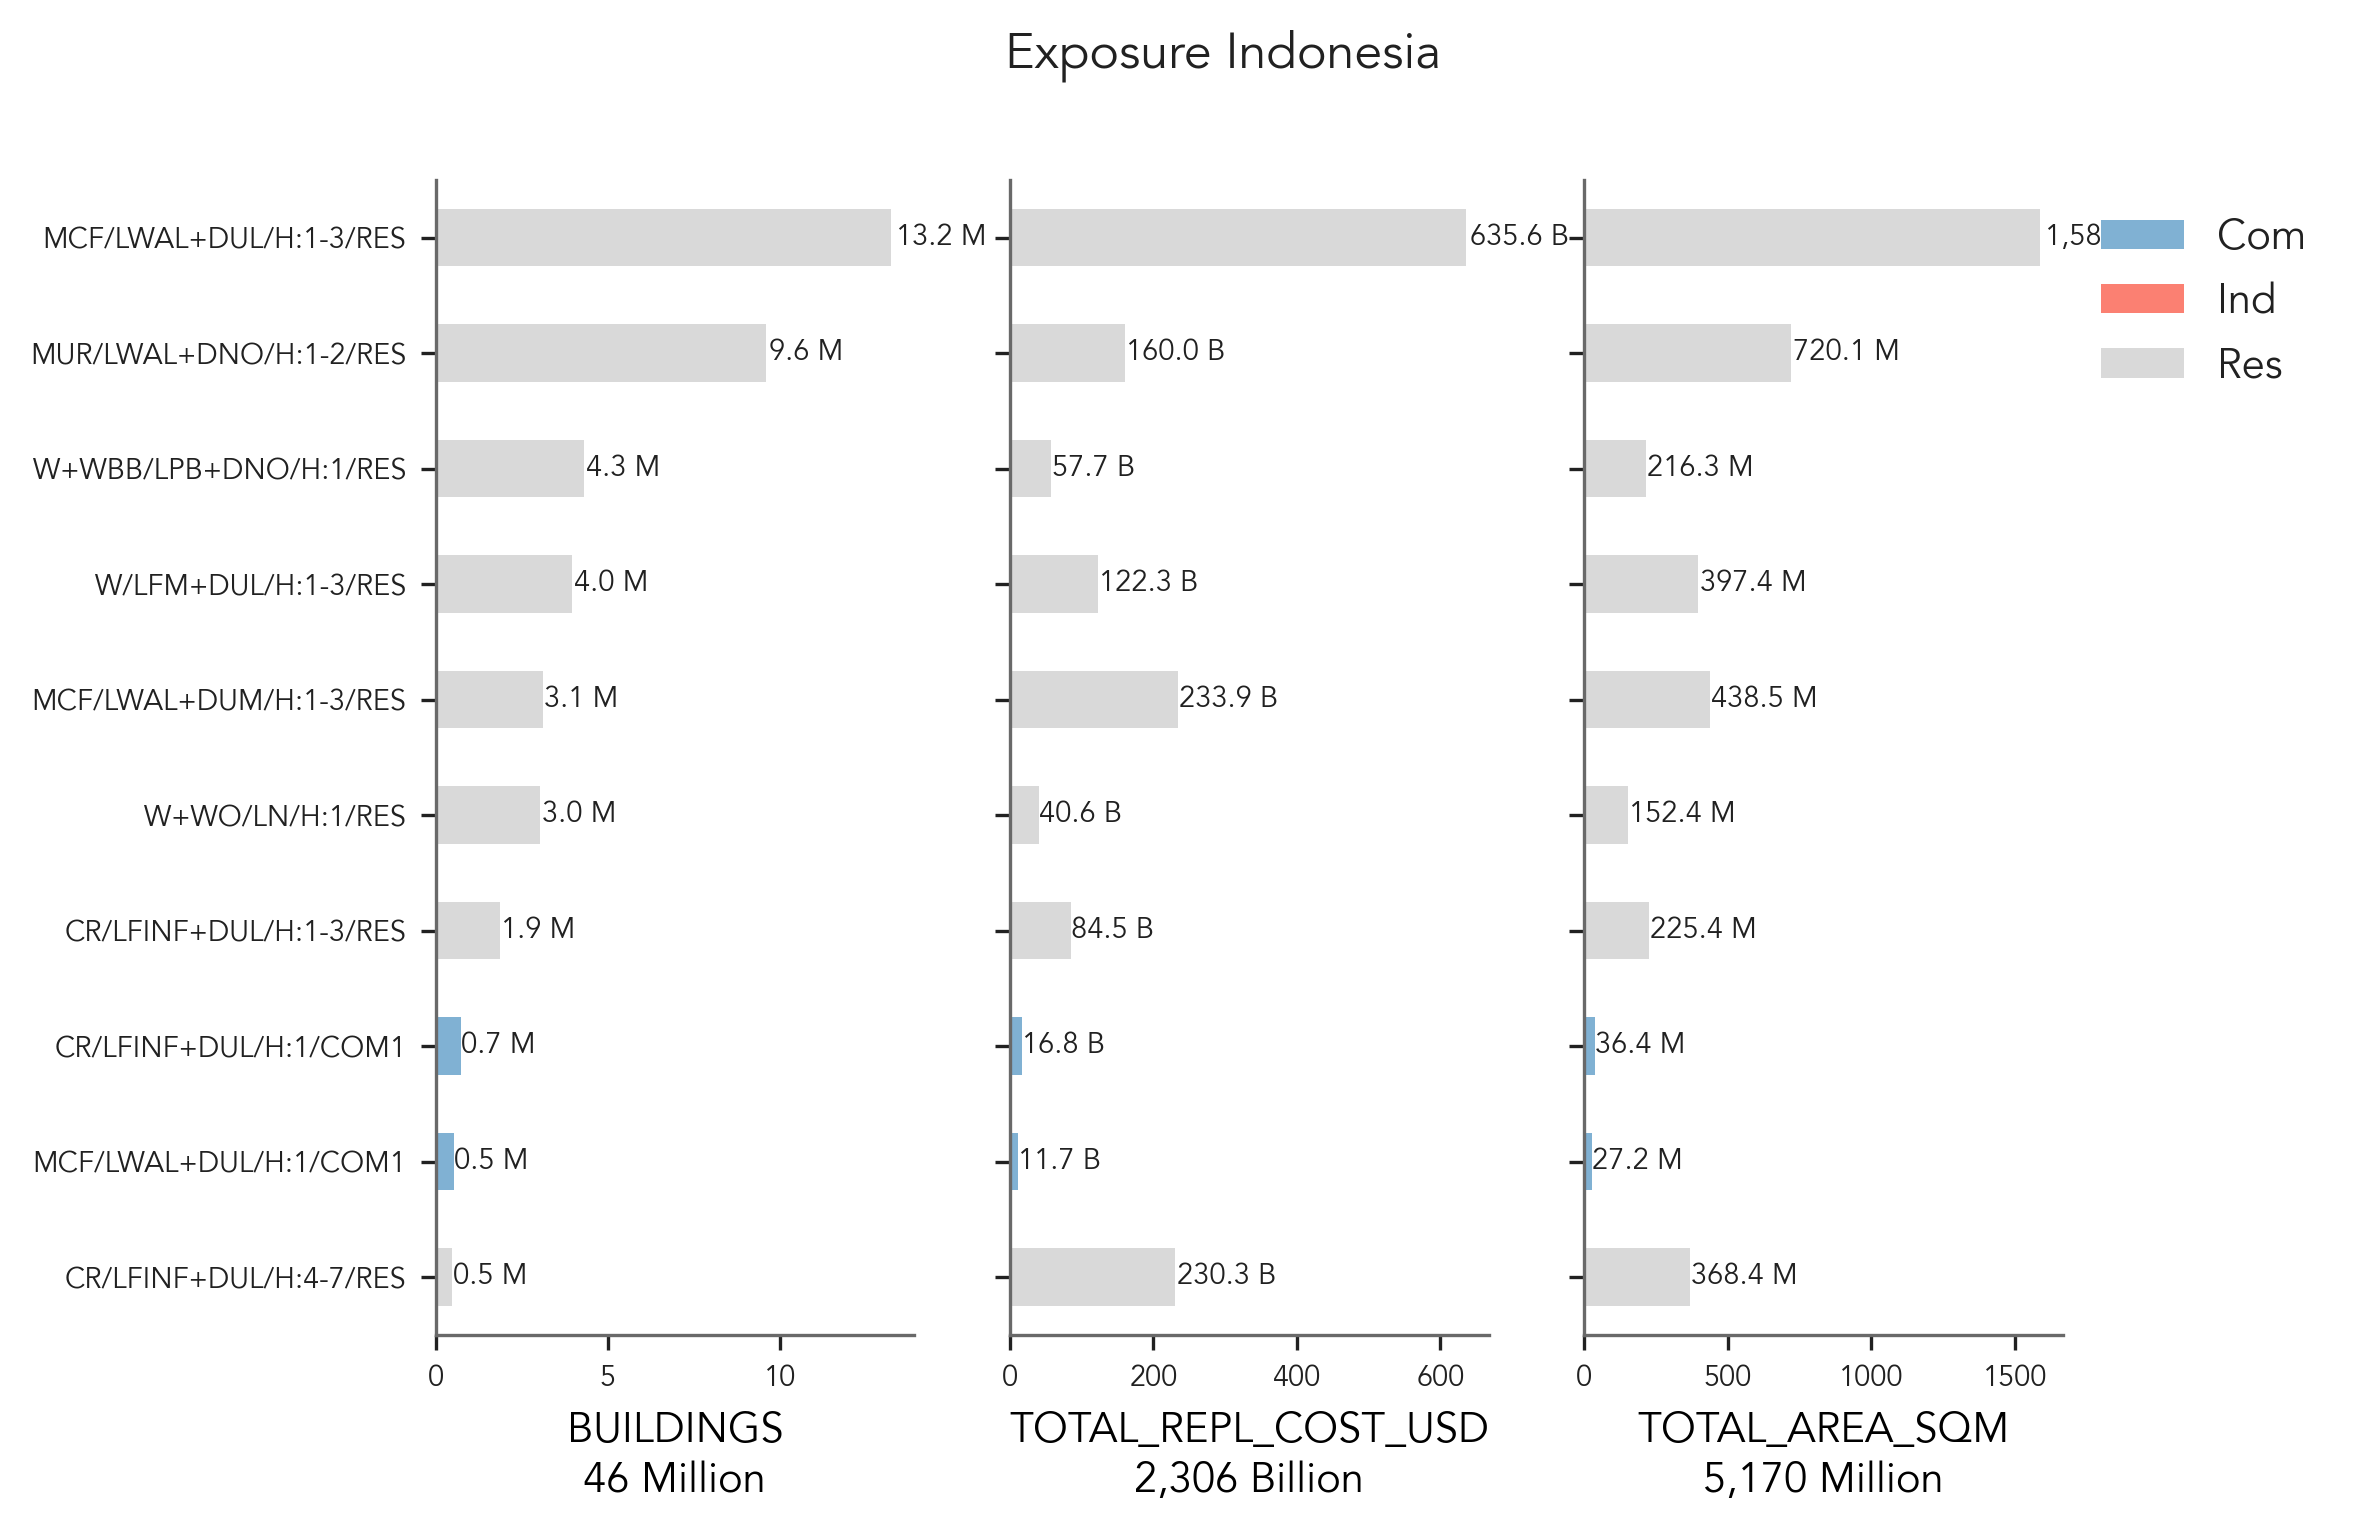 Exposure Indonesia
MCF/LWAL+DUL/H:1-3/RES 13.2 M 635.6 B 1,58 Com
Ind
MUR/LWAL+DNO/H:1-2/RES 9.6 M 160.0 B 720.1 M Res
W+WBB/LPB+DNO/H:1/RES 4.3 M 57.7 B 216.3 M
W/LFM+DUL/H:1-3/RES 4.0 M 122.3 B 397.4 M
MCF/LWAL+DUM/H:1-3/RES 3.1 M 233.9 B 438.5 M
W+WO/LN/H:1/RES 3.0 M 40.6 B 152.4 M
CR/LFINF+DUL/H:1-3/RES 1.9 M 84.5 B 225.4 M
CR/LFINF+DUL/H:1/COM1 0.7 M 16.8 B 36.4 M
MCF/LWAL+DUL/H:1/COM1 0.5 M 11.7 B 27.2 M
CR/LFINF+DUL/H:4-7/RES 0.5 M 230.3 B 368.4 M
0 5 10 0 200 400 600 0 500 1000 1500
BUILDINGS TOTAL_REPL_COST_USD TOTAL_AREA_SQM
46 Million 2,306 Billion 5,170 Million